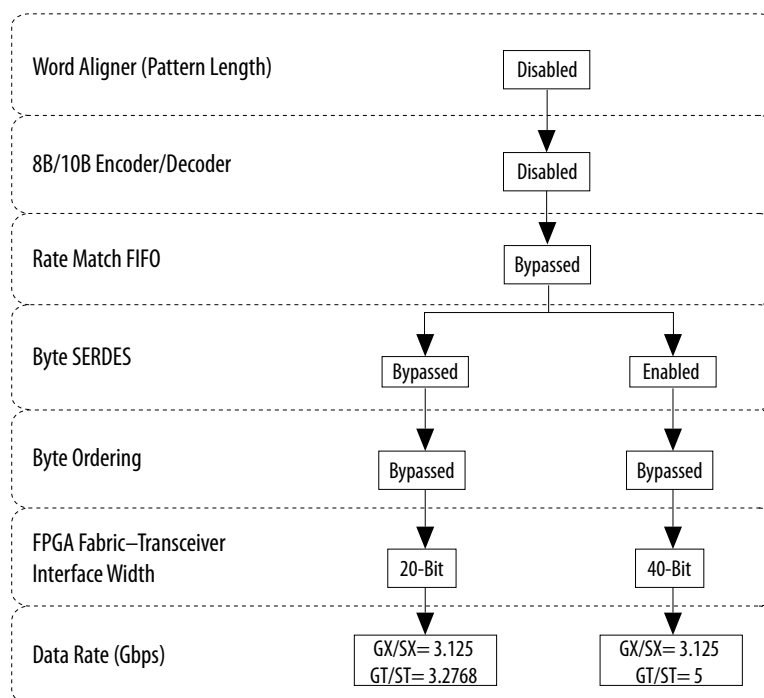 Word Aligner (Pattern Length)
Disabled
8B/10B Encoder/Decoder
Disabled
Rate Match FIFO
Bypassed
Byte SERDES
Bypassed
Enabled
Byte Ordering
Bypassed
Bypassed
FPGA Fabric–Transceiver
Interface Width
20-Bit
40-Bit
Data Rate (Gbps)
GX/SX= 3.125
GT/ST= 3.2768
GX/SX= 3.125
GT/ST= 5